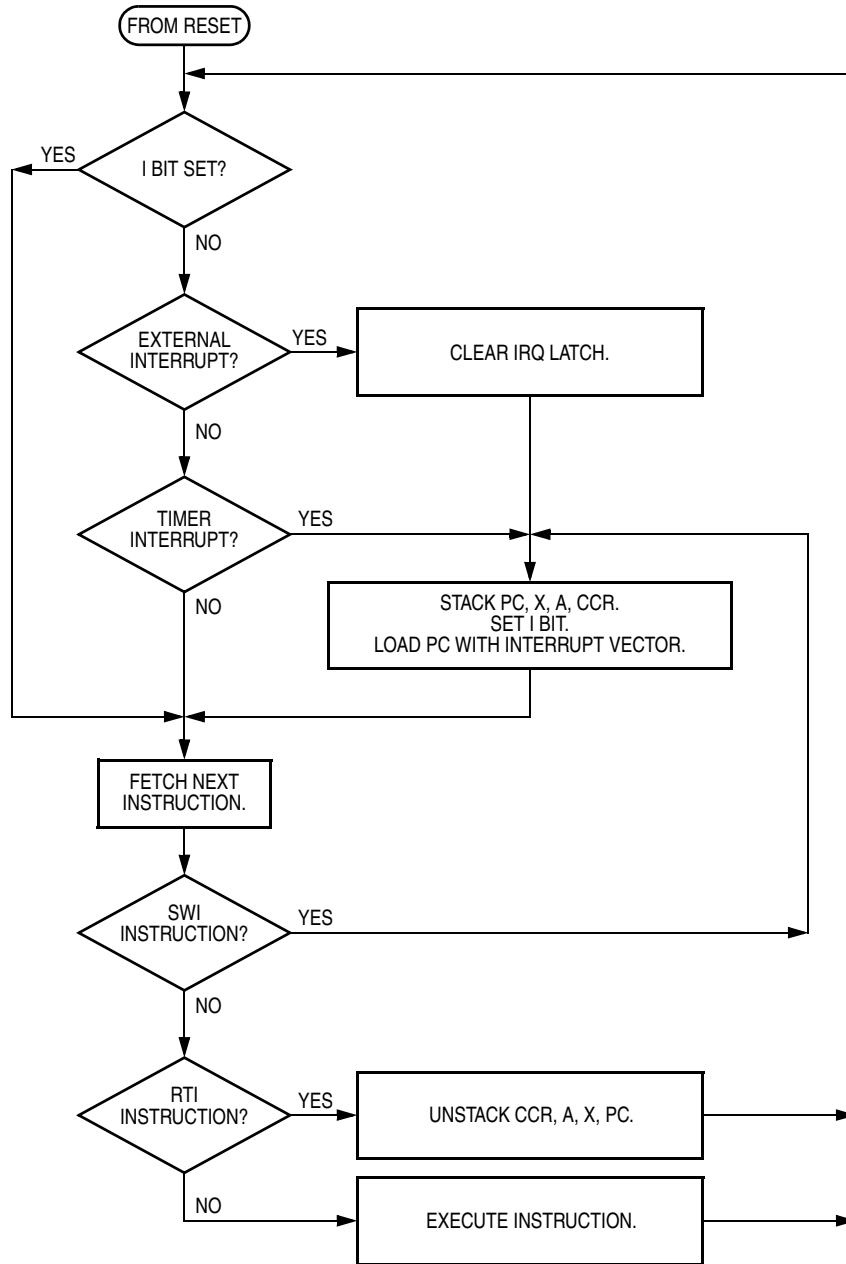 FROM RESET
YES
I BIT SET?
NO
EXTERNAL
INTERRUPT?
YES
CLEAR IRQ LATCH.
NO
TIMER
INTERRUPT?
YES
NO
STACK PC, X, A, CCR.
SET I BIT.
LOAD PC WITH INTERRUPT VECTOR.
FETCH NEXT
INSTRUCTION.
SWI
INSTRUCTION?
YES
NO
RTI
INSTRUCTION?
YES
UNSTACK CCR, A, X, PC.
NO
EXECUTE INSTRUCTION.